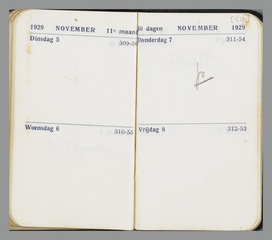 1929 NOVEMBER 11e maand
Dinsdag 5 309-56
Woensdag 6 310-55
30 dagen NOVEMBER 1929
Donderdag 7 311-54
Vrijdag 8 312-53